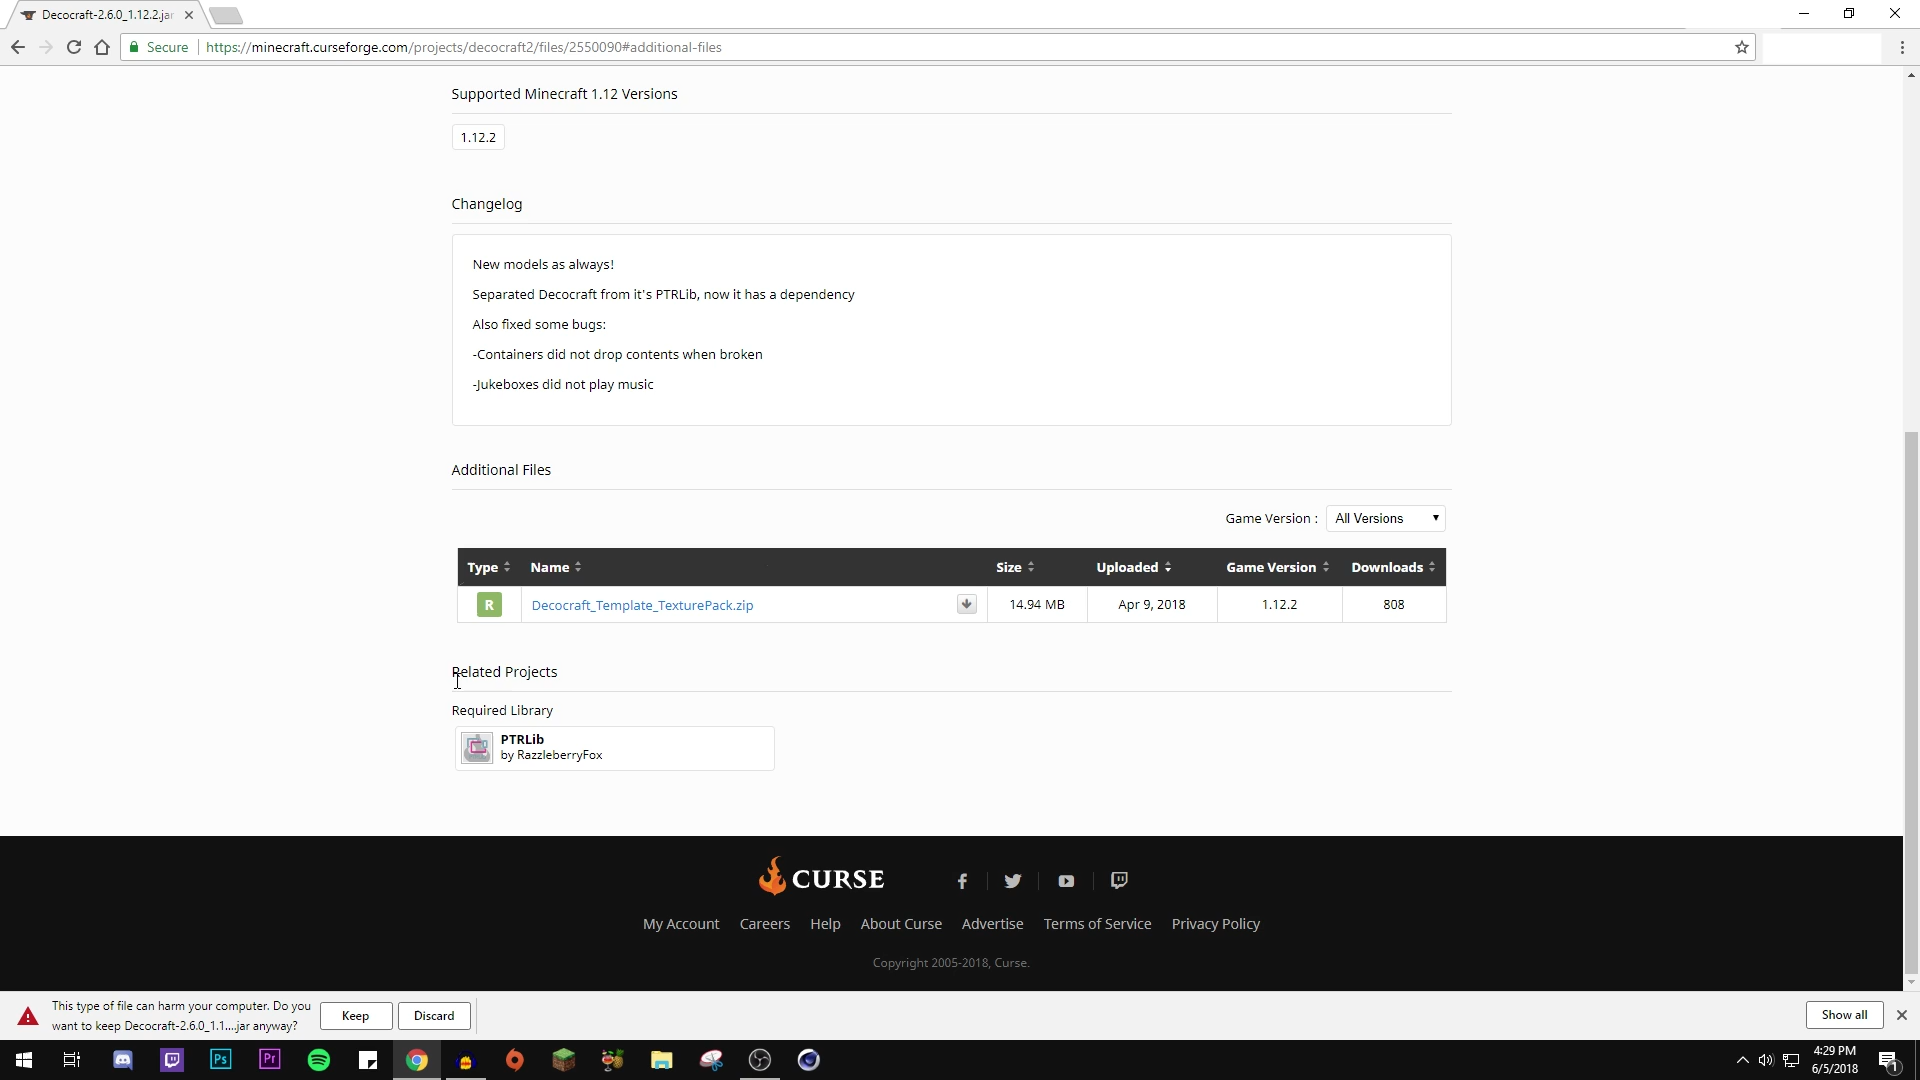 Decocraft-2.6.0_1.12.2.jar
Secure
https://minecraft.curseforge.com/projects/decocraft2/files/2550090#additional-files
Supported Minecraft 1.12 Versions
1.12.2
Changelog
New models as always!
Separated Decocraft from it's PTRLib, now it has a dependency
Also fixed some bugs:
-Containers did not drop contents when broken
-Jukeboxes did not play music
Additional Files
Game Version : All Versions
Type Name Size Uploaded Game Version Downloads
R Decocraft_Template_TexturePack.zip 14.94 MB Apr 9, 2018 1.12.2 808
Related Projects
Required Library
PTRLib
by RazzleberryFox
CURSE
My Account Careers Help About Curse Advertise Terms of Service Privacy Policy
Copyright 2005-2018, Curse.
This type of file can harm your computer. Do you
want to keep Decocraft-2.6.0_1.1....jar anyway?
Keep Discard
Show all
Ps Pr
4:29 PM
6/5/2018
1